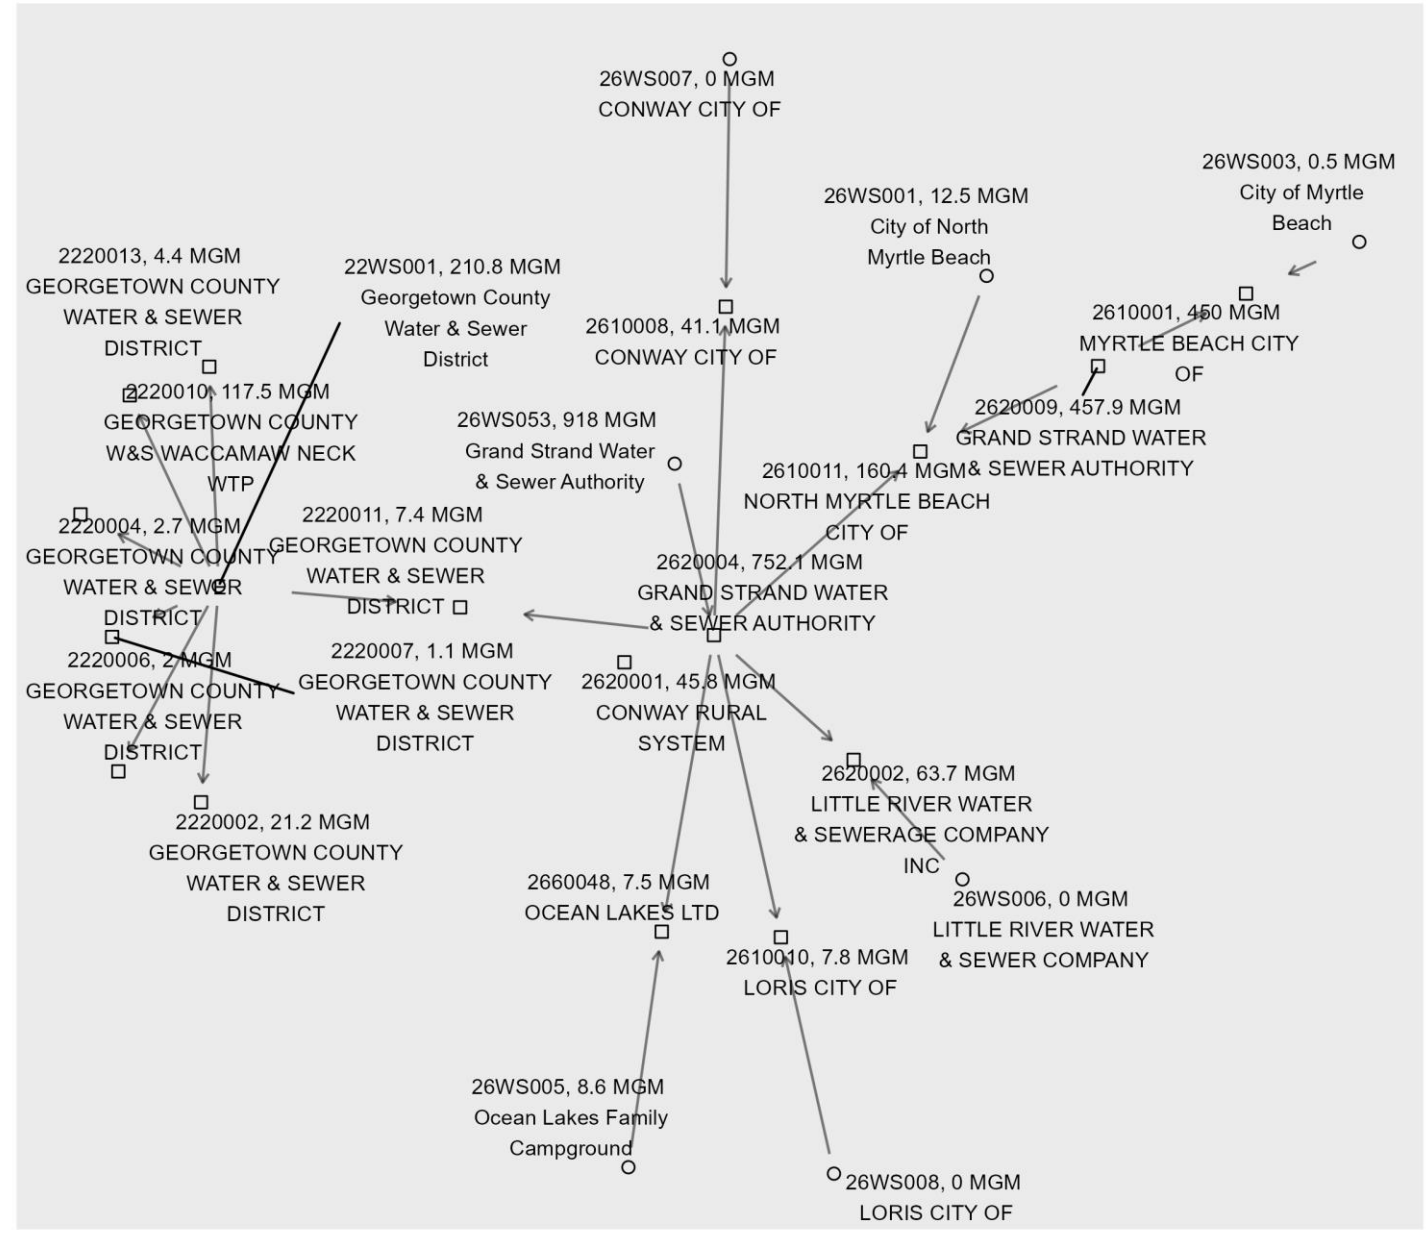 26WS007, 0 MGM
CONWAY CITY OF
26WS003, 0.5 MGM
City of Myrtle
Beach
26WS001, 12.5 MGM
City of North
Myrtle Beach
2220013, 4.4 MGM
GEORGETOWN COUNTY
WATER & SEWER
DISTRICT
22WS001, 210.8 MGM
Georgetown County
Water & Sewer
District
2610008, 41.1 MGM
CONWAY CITY OF
2610001, 450 MGM
MYRTLE BEACH CITY
OF
2220010, 117.5 MGM
GEORGETOWN COUNTY
W&S WACCAMAW NECK
WTP
26WS053, 918 MGM
Grand Strand Water
& Sewer Authority
2620009, 457.9 MGM
GRAND STRAND WATER
& SEWER AUTHORITY
2610011, 160.4 MGM
NORTH MYRTLE BEACH
CITY OF
2220004, 2.7 MGM
GEORGETOWN COUNTY
WATER & SEWER
DISTRICT
2220011, 7.4 MGM
GEORGETOWN COUNTY
WATER & SEWER
DISTRICT
2620004, 752.1 MGM
GRAND STRAND WATER
& SEWER AUTHORITY
2220006, 2 MGM
GEORGETOWN COUNTY
WATER & SEWER
DISTRICT
2220007, 1.1 MGM
GEORGETOWN COUNTY
WATER & SEWER
DISTRICT
2620001, 45.8 MGM
CONWAY RURAL
SYSTEM
2620002, 63.7 MGM
LITTLE RIVER WATER
& SEWERAGE COMPANY
INC
2220002, 21.2 MGM
GEORGETOWN COUNTY
WATER & SEWER
DISTRICT
2660048, 7.5 MGM
OCEAN LAKES LTD
26WS006, 0 MGM
LITTLE RIVER WATER
& SEWER COMPANY
2610010, 7.8 MGM
LORIS CITY OF
26WS005, 8.6 MGM
Ocean Lakes Family
Campground
26WS008, 0 MGM
LORIS CITY OF